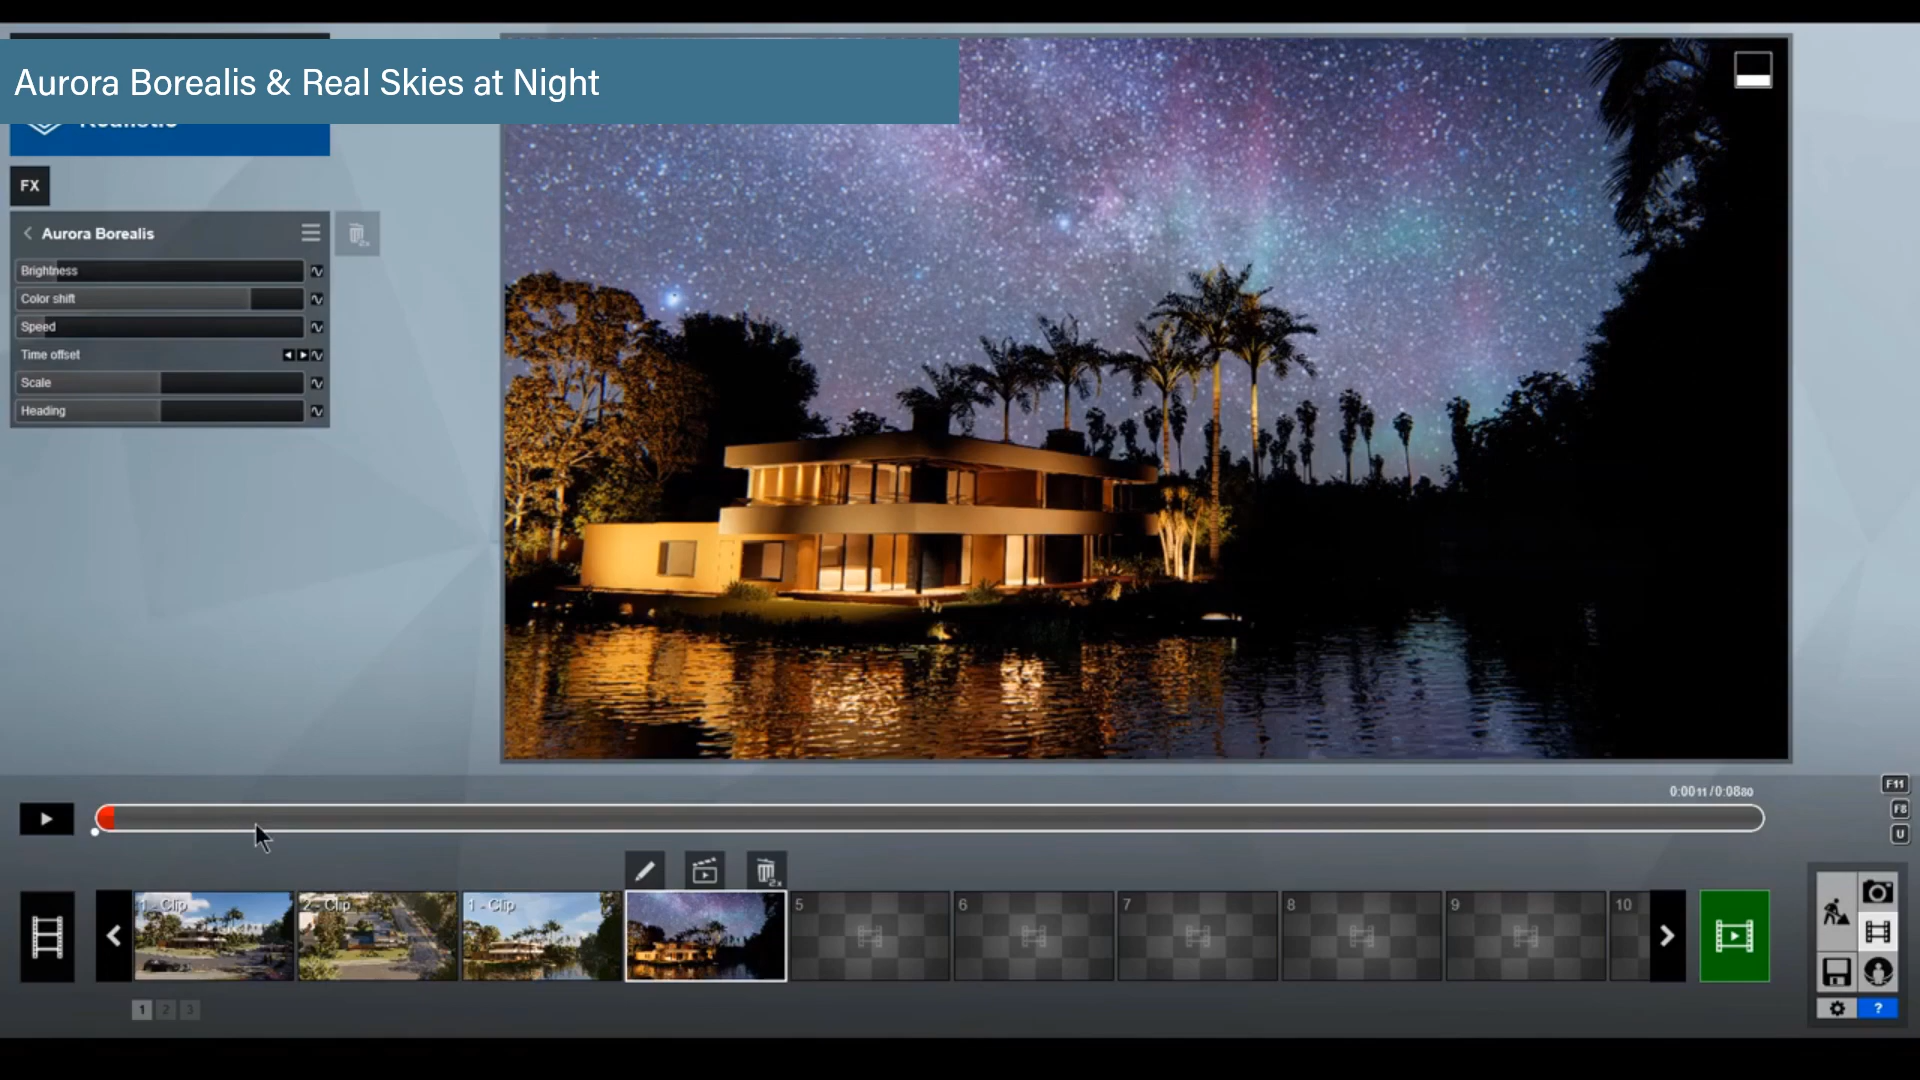 Aurora Borealis & Real Skies at Night
Realistic
FX
Aurora Borealis
Brightness
Color shift
Speed
Time offset
Scale
Heading
0:00 11 / 0:08 80
F11
F8
U
1 - Clip
2 - Clip
1 - Clip
5
6
7
8
9
10
1 2 3
?